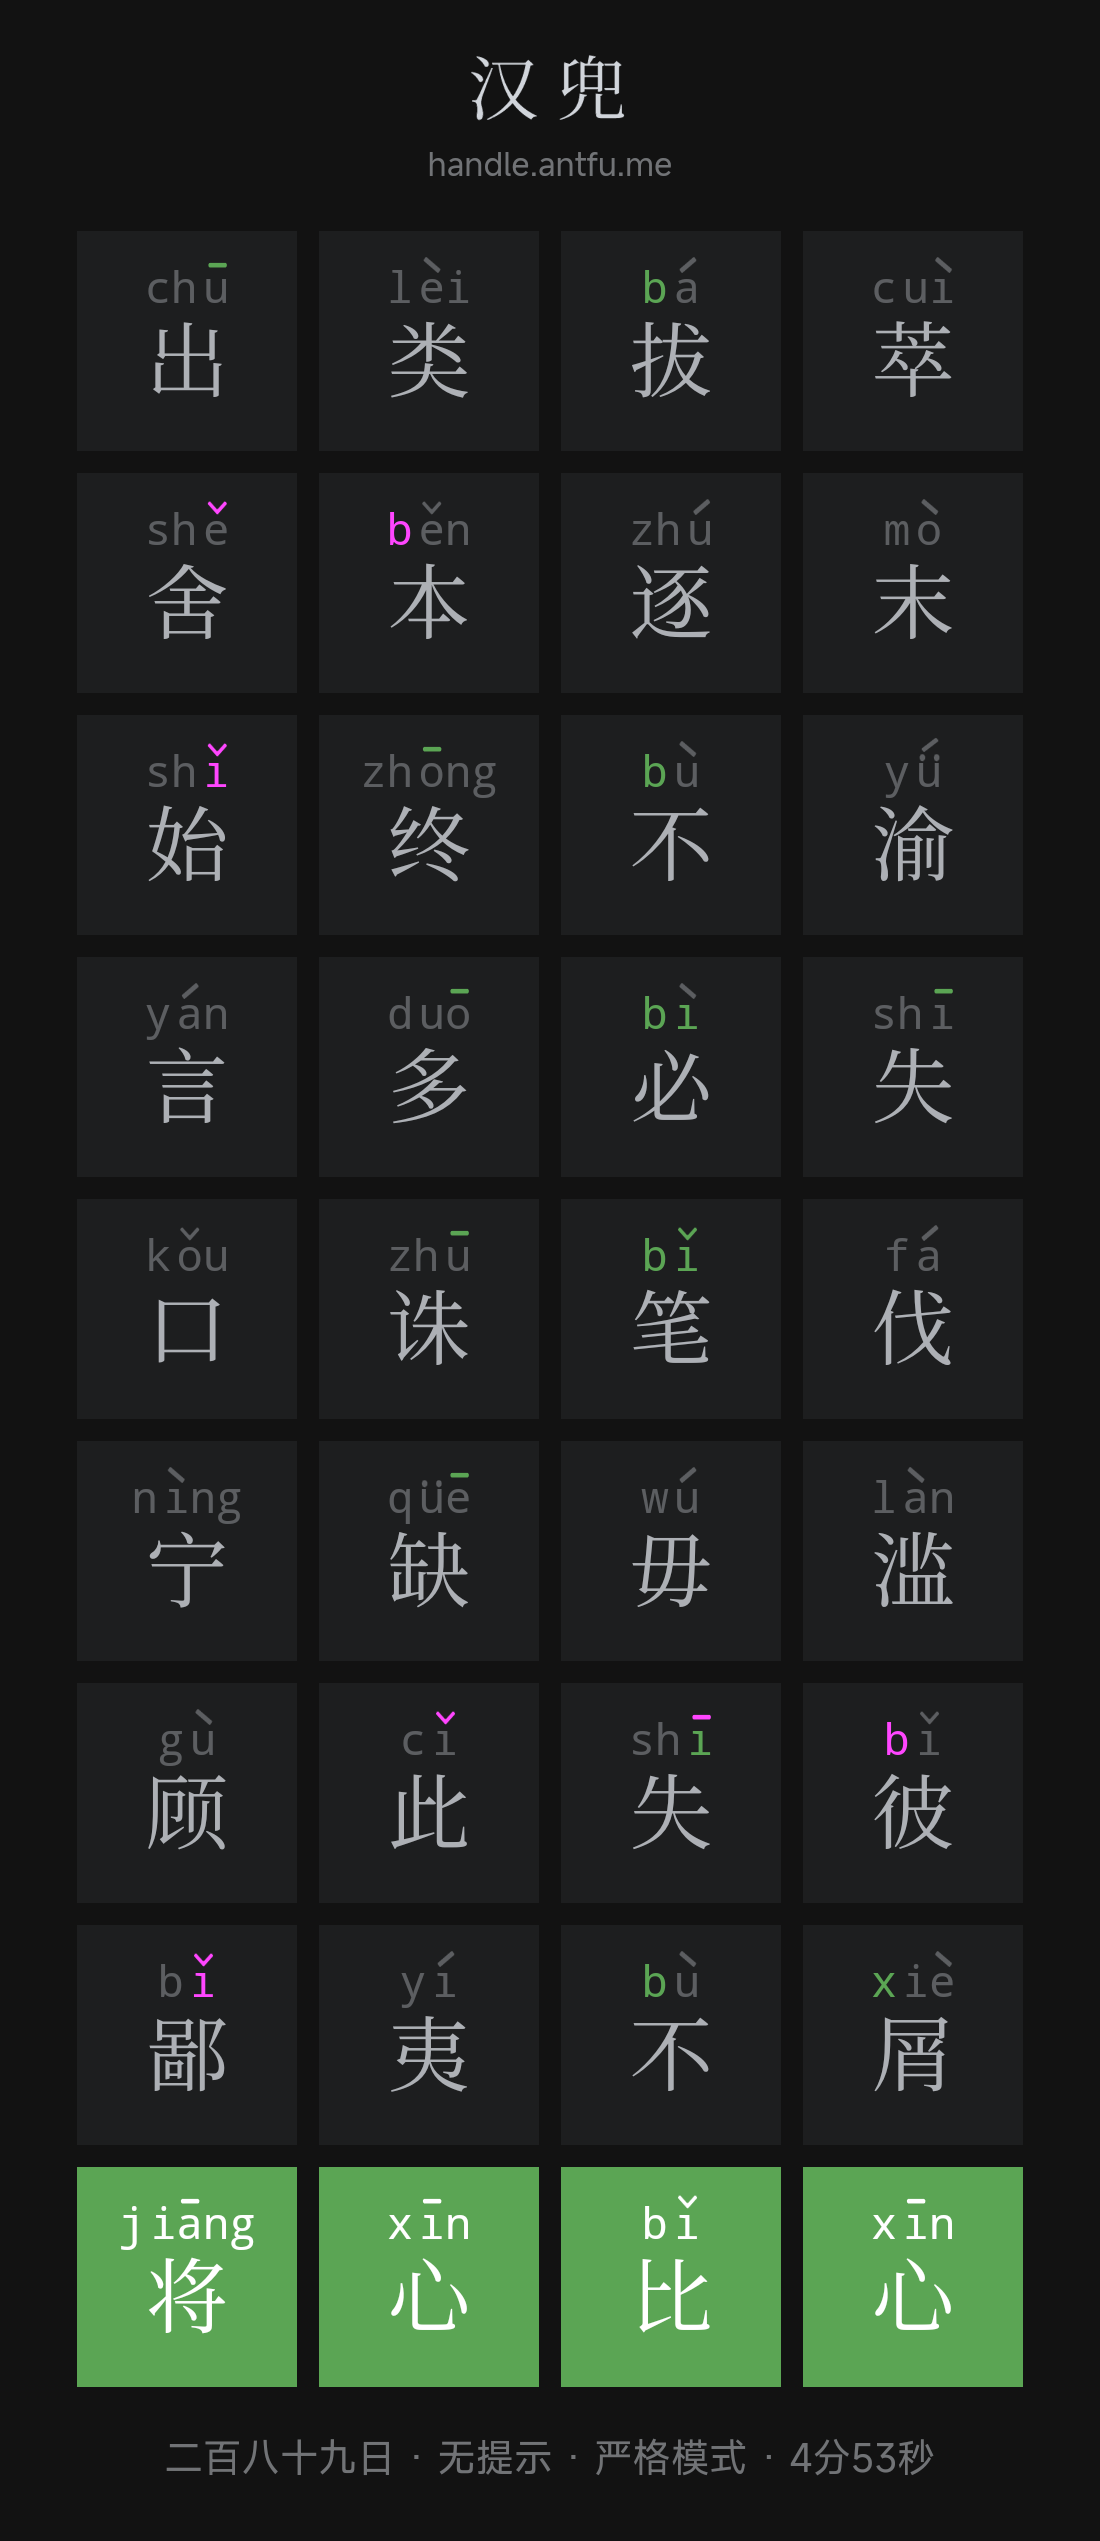 汉兜
handle.antfu.me
chū lèi bá cuì
出 类 拔 萃
shě běn zhú mò
舍 本 逐 末
shǐ zhōng bù yǘ
始 终 不 渝
yán duō bì shī
言 多 必 失
kǒu zhū bǐ fá
口 诛 笔 伐
nìng qüē wú làn
宁 缺 毋 滥
gù cǐ shī bǐ
顾 此 失 彼
bǐ yí bù xiè
鄙 夷 不 屑
jiāng xīn bǐ xīn
将 心 比 心
二百八十九日 · 无提示 · 严格模式 · 4分53秒